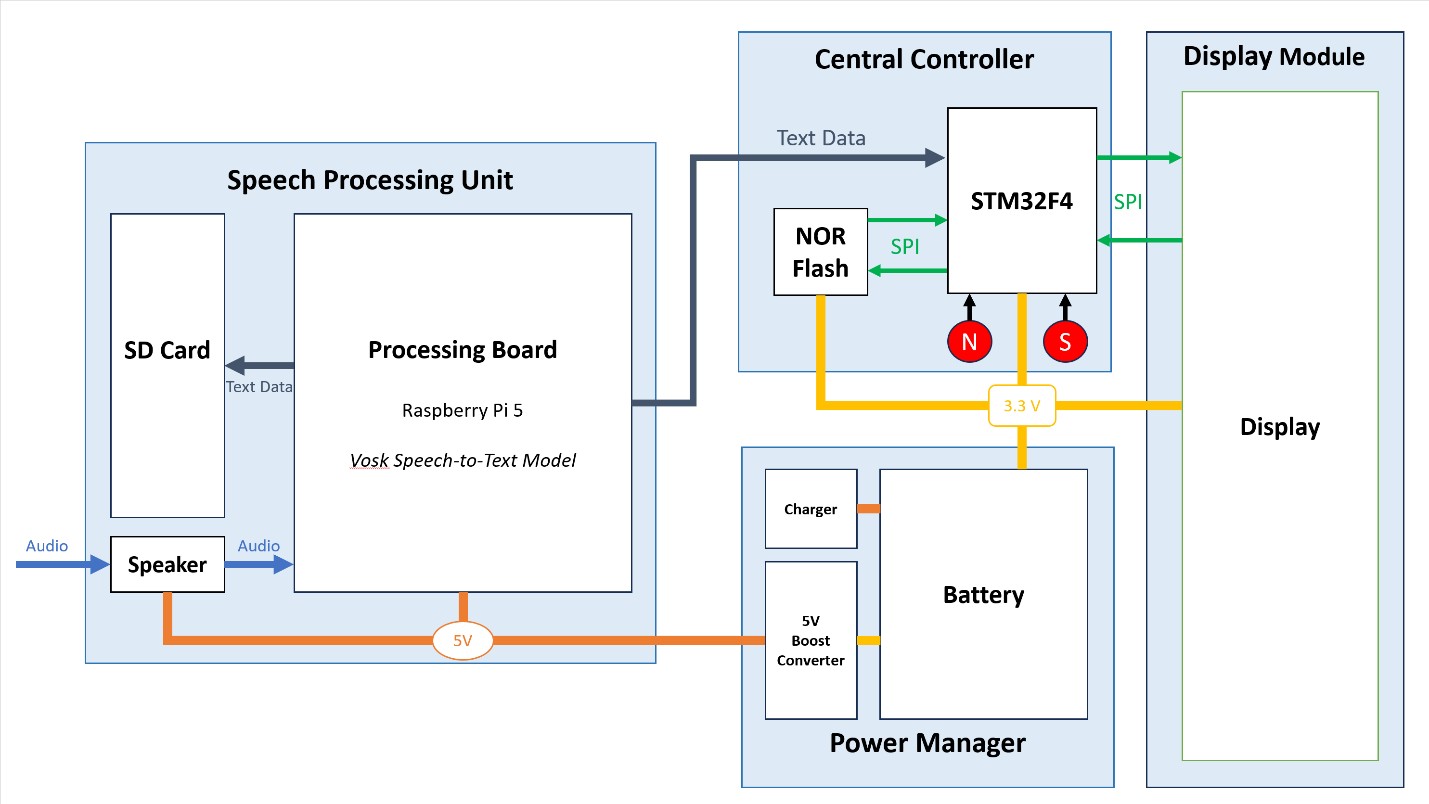 Speech Processing Unit
SD Card
Text Data
Processing Board
Raspberry Pi 5
Vosk Speech-to-Text Model
Audio
Speaker
Audio
5V
Central Controller
Text Data
STM32F4
NOR
Flash
SPI
N
S
SPI
3.3 V
Charger
5V
Boost
Converter
Battery
Power Manager
Display Module
Display